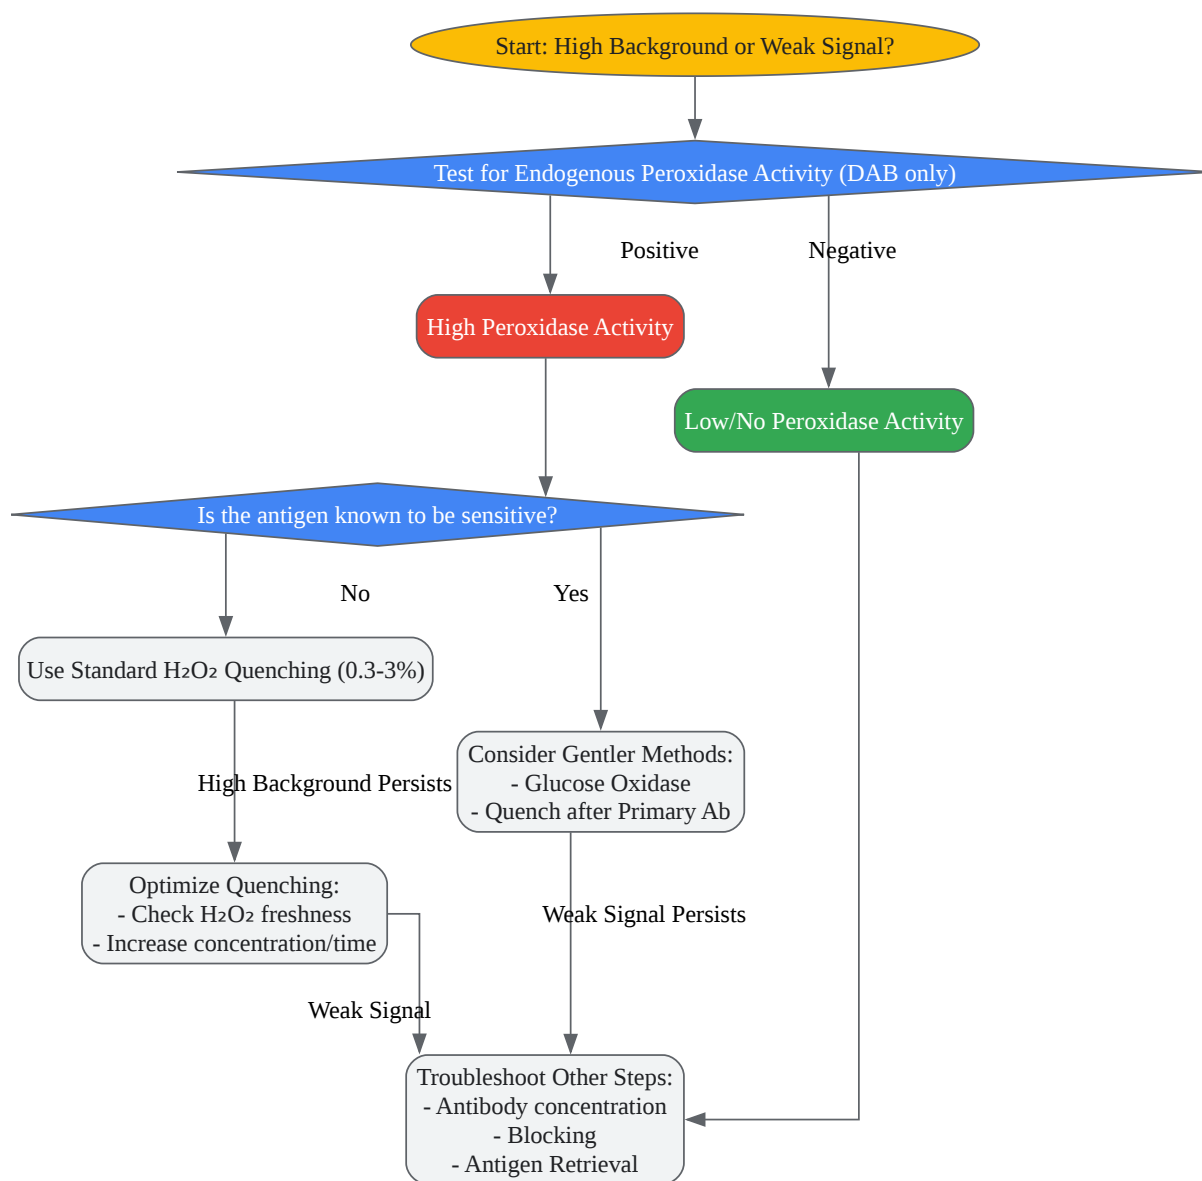 Start: High Background or Weak Signal?
Test for Endogenous Peroxidase Activity (DAB only)
Positive
Negative
High Peroxidase Activity
Low/No Peroxidase Activity
Is the antigen known to be sensitive?
No
Yes
Use Standard H₂O₂ Quenching (0.3-3%)
High Background Persists
Consider Gentler Methods:
- Glucose Oxidase
- Quench after Primary Ab
Optimize Quenching:
- Check H₂O₂ freshness
- Increase concentration/time
Weak Signal Persists
Weak Signal
Troubleshoot Other Steps:
- Antibody concentration
- Blocking
- Antigen Retrieval